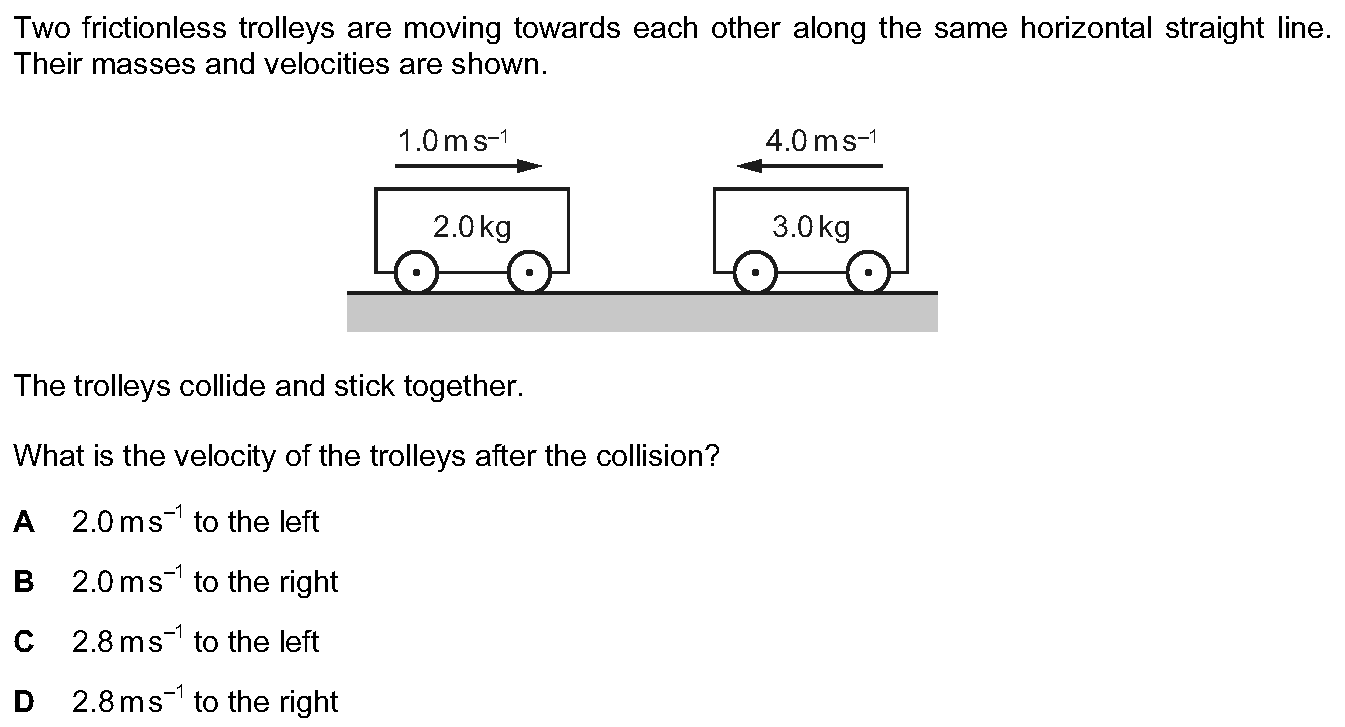 Two frictionless trolleys are moving towards each other along the same horizontal straight line.
Their masses and velocities are shown.
1.0 m s⁻¹
4.0 m s⁻¹
2.0 kg
3.0 kg
The trolleys collide and stick together.
What is the velocity of the trolleys after the collision?
A 2.0 m s⁻¹ to the left
B 2.0 m s⁻¹ to the right
C 2.8 m s⁻¹ to the left
D 2.8 m s⁻¹ to the right